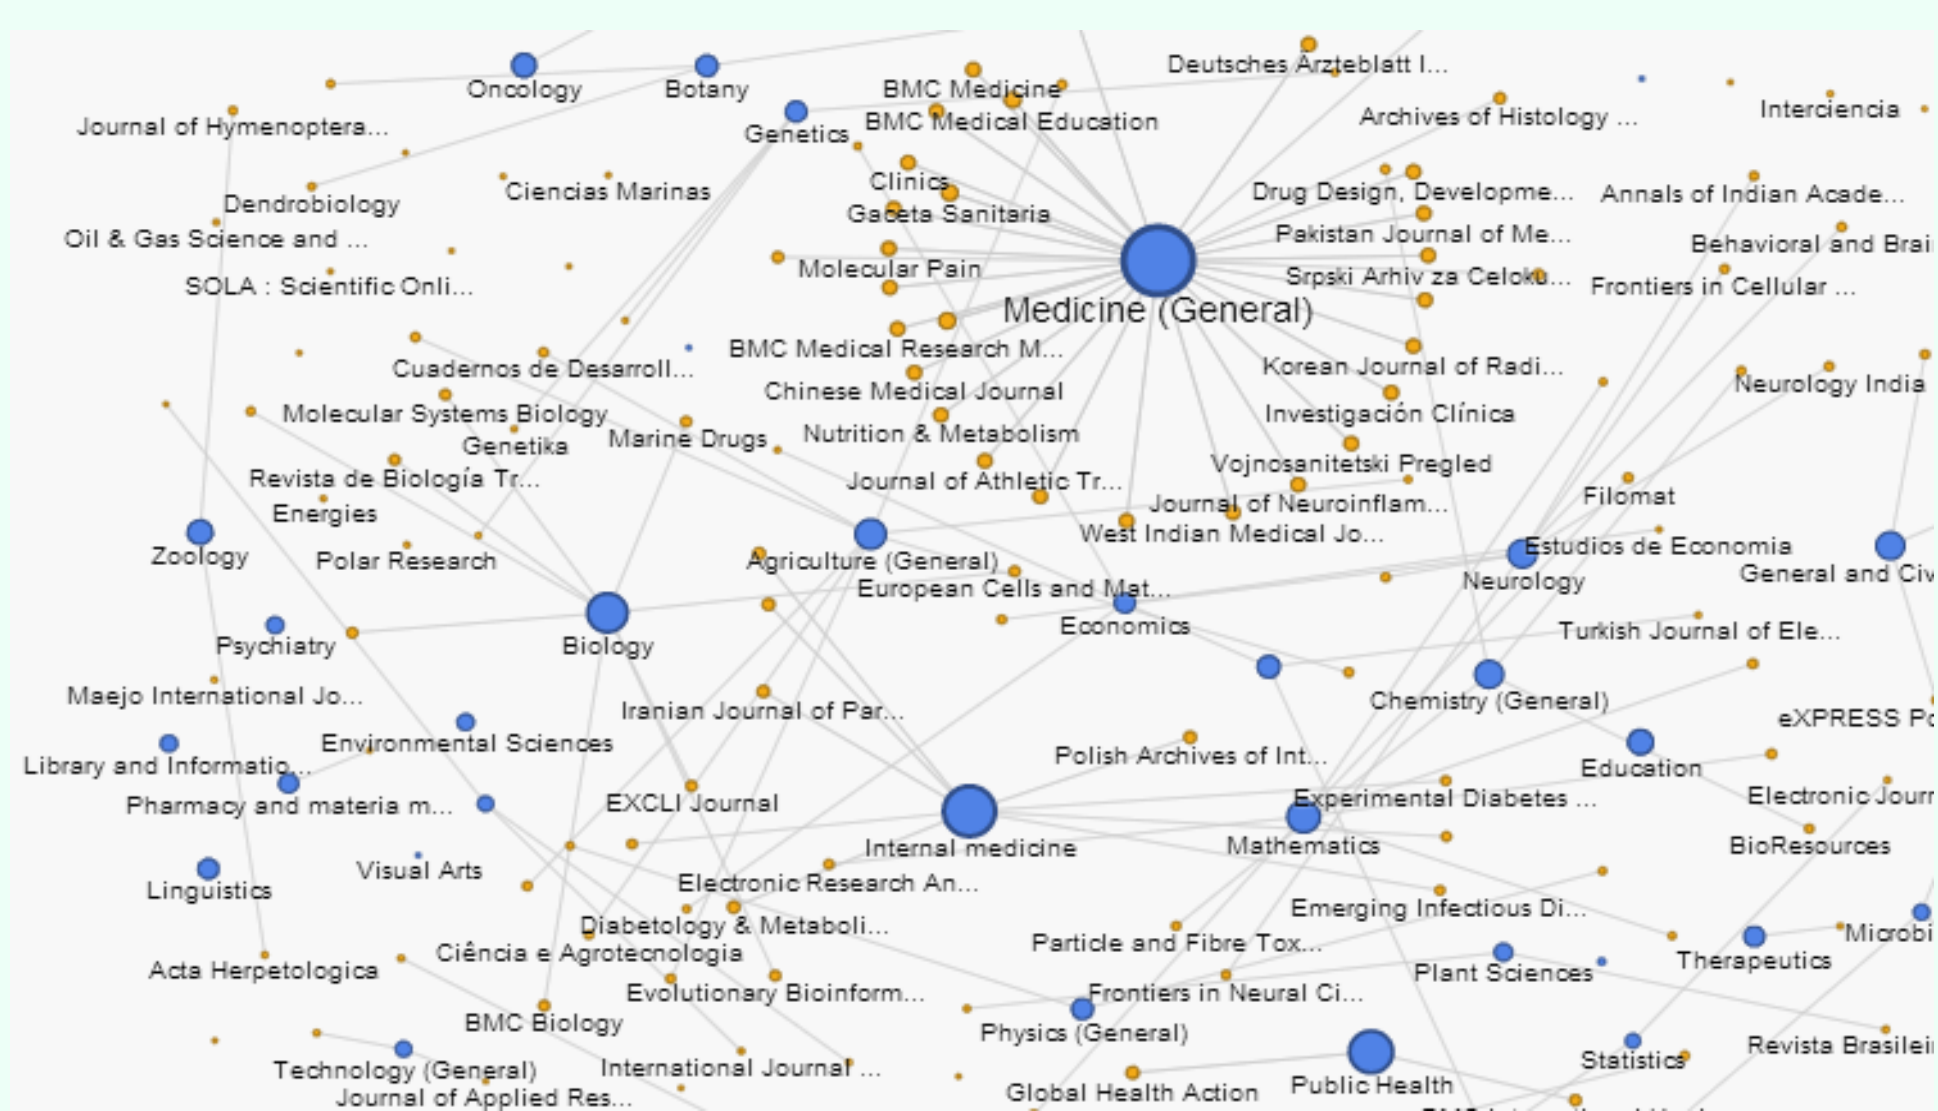 Deutsches Ärzteblatt I...
Oncology
Botany
BMC Medicine
Interciencia
Journal of Hymenoptera...
Genetics
BMC Medical Education
Archives of Histology ...
Clinics
Dendrobiology
Ciencias Marinas
Gaceta Sanitaria
Drug Design, Developme...
Annals of Indian Acade...
Oil & Gas Science and ...
Pakistan Journal of Me...
Behavioral and Brai
SOLA : Scientific Onli...
Molecular Pain
Srpski Arhiv za Celoku...
Frontiers in Cellular ...
Medicine (General)
BMC Medical Research M...
Cuadernos de Desarroll...
Korean Journal of Radi...
Chinese Medical Journal
Neurology India
Molecular Systems Biology
Investigación Clínica
Genetika
Marine Drugs
Nutrition & Metabolism
Revista de Biología Tr...
Journal of Athletic Tr...
Vojnosanitetski Pregled
Filomat
Energies
Journal of Neuroinflam...
West Indian Medical Jo...
Zoology
Polar Research
Agriculture (General)
Estudios de Economia
European Cells and Mat...
Neurology
General and Civ
Psychiatry
Biology
Economics
Turkish Journal of Ele...
Maejo International Jo...
Iranian Journal of Par...
Chemistry (General)
eXPRESS Po
Environmental Sciences
Polish Archives of Int...
Library and Informatio...
Education
Pharmacy and materia m...
EXCLI Journal
Experimental Diabetes ...
Electronic Jour
Internal medicine
Mathematics
BioResources
Visual Arts
Linguistics
Electronic Research An...
Diabetology & Metaboli...
Emerging Infectious Di...
Ciência e Agrotecnologia
Particle and Fibre Tox...
Microbi
Acta Herpetologica
Plant Sciences
Therapeutics
Evolutionary Bioinform...
Frontiers in Neural Ci...
BMC Biology
Physics (General)
Technology (General)
International Journal ...
Statistics
Revista Brasilei
Journal of Applied Res...
Global Health Action
Public Health